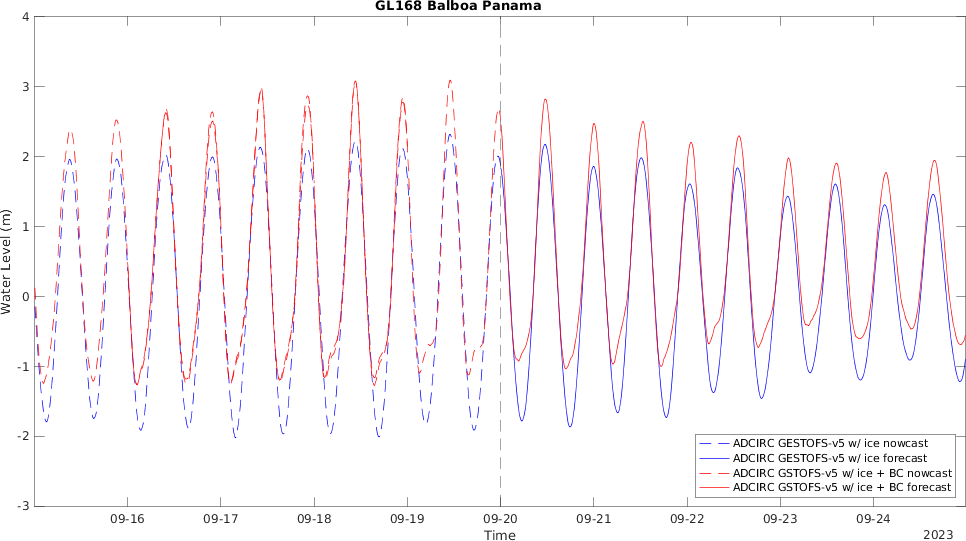 GL168 Balboa Panama
4
3
2
1
0
-1
-2
-3
Water Level (m)
ADCIRC GESTOFS-v5 w/ ice nowcast
ADCIRC GESTOFS-v5 w/ ice forecast
ADCIRC GSTOFS-v5 w/ ice + BC nowcast
ADCIRC GSTOFS-v5 w/ ice + BC forecast
09-16 09-17 09-18 09-19 09-20 09-21 09-22 09-23 09-24
Time
2023